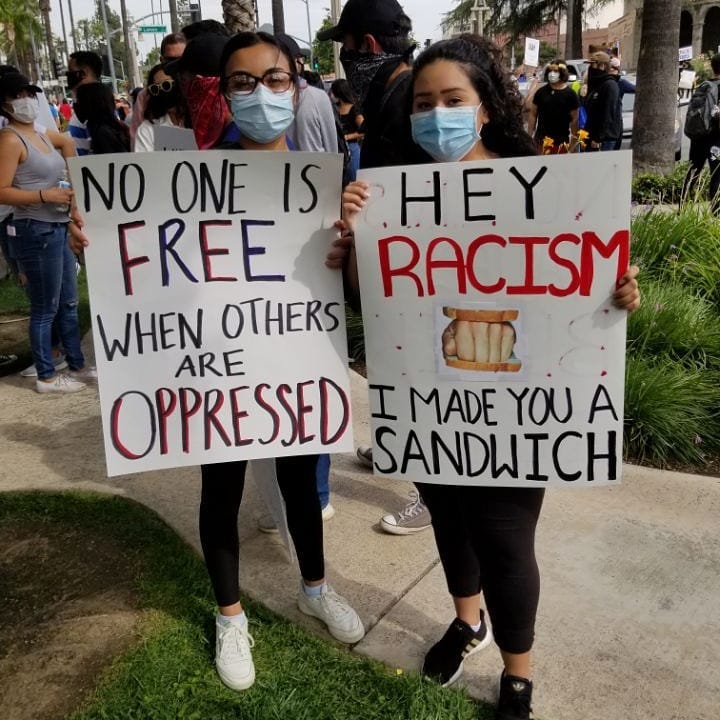 NO ONE IS
FREE
WHEN OTHERS
ARE
OPPRESSED
HEY
RACISM
I MADE YOU A
SANDWICH